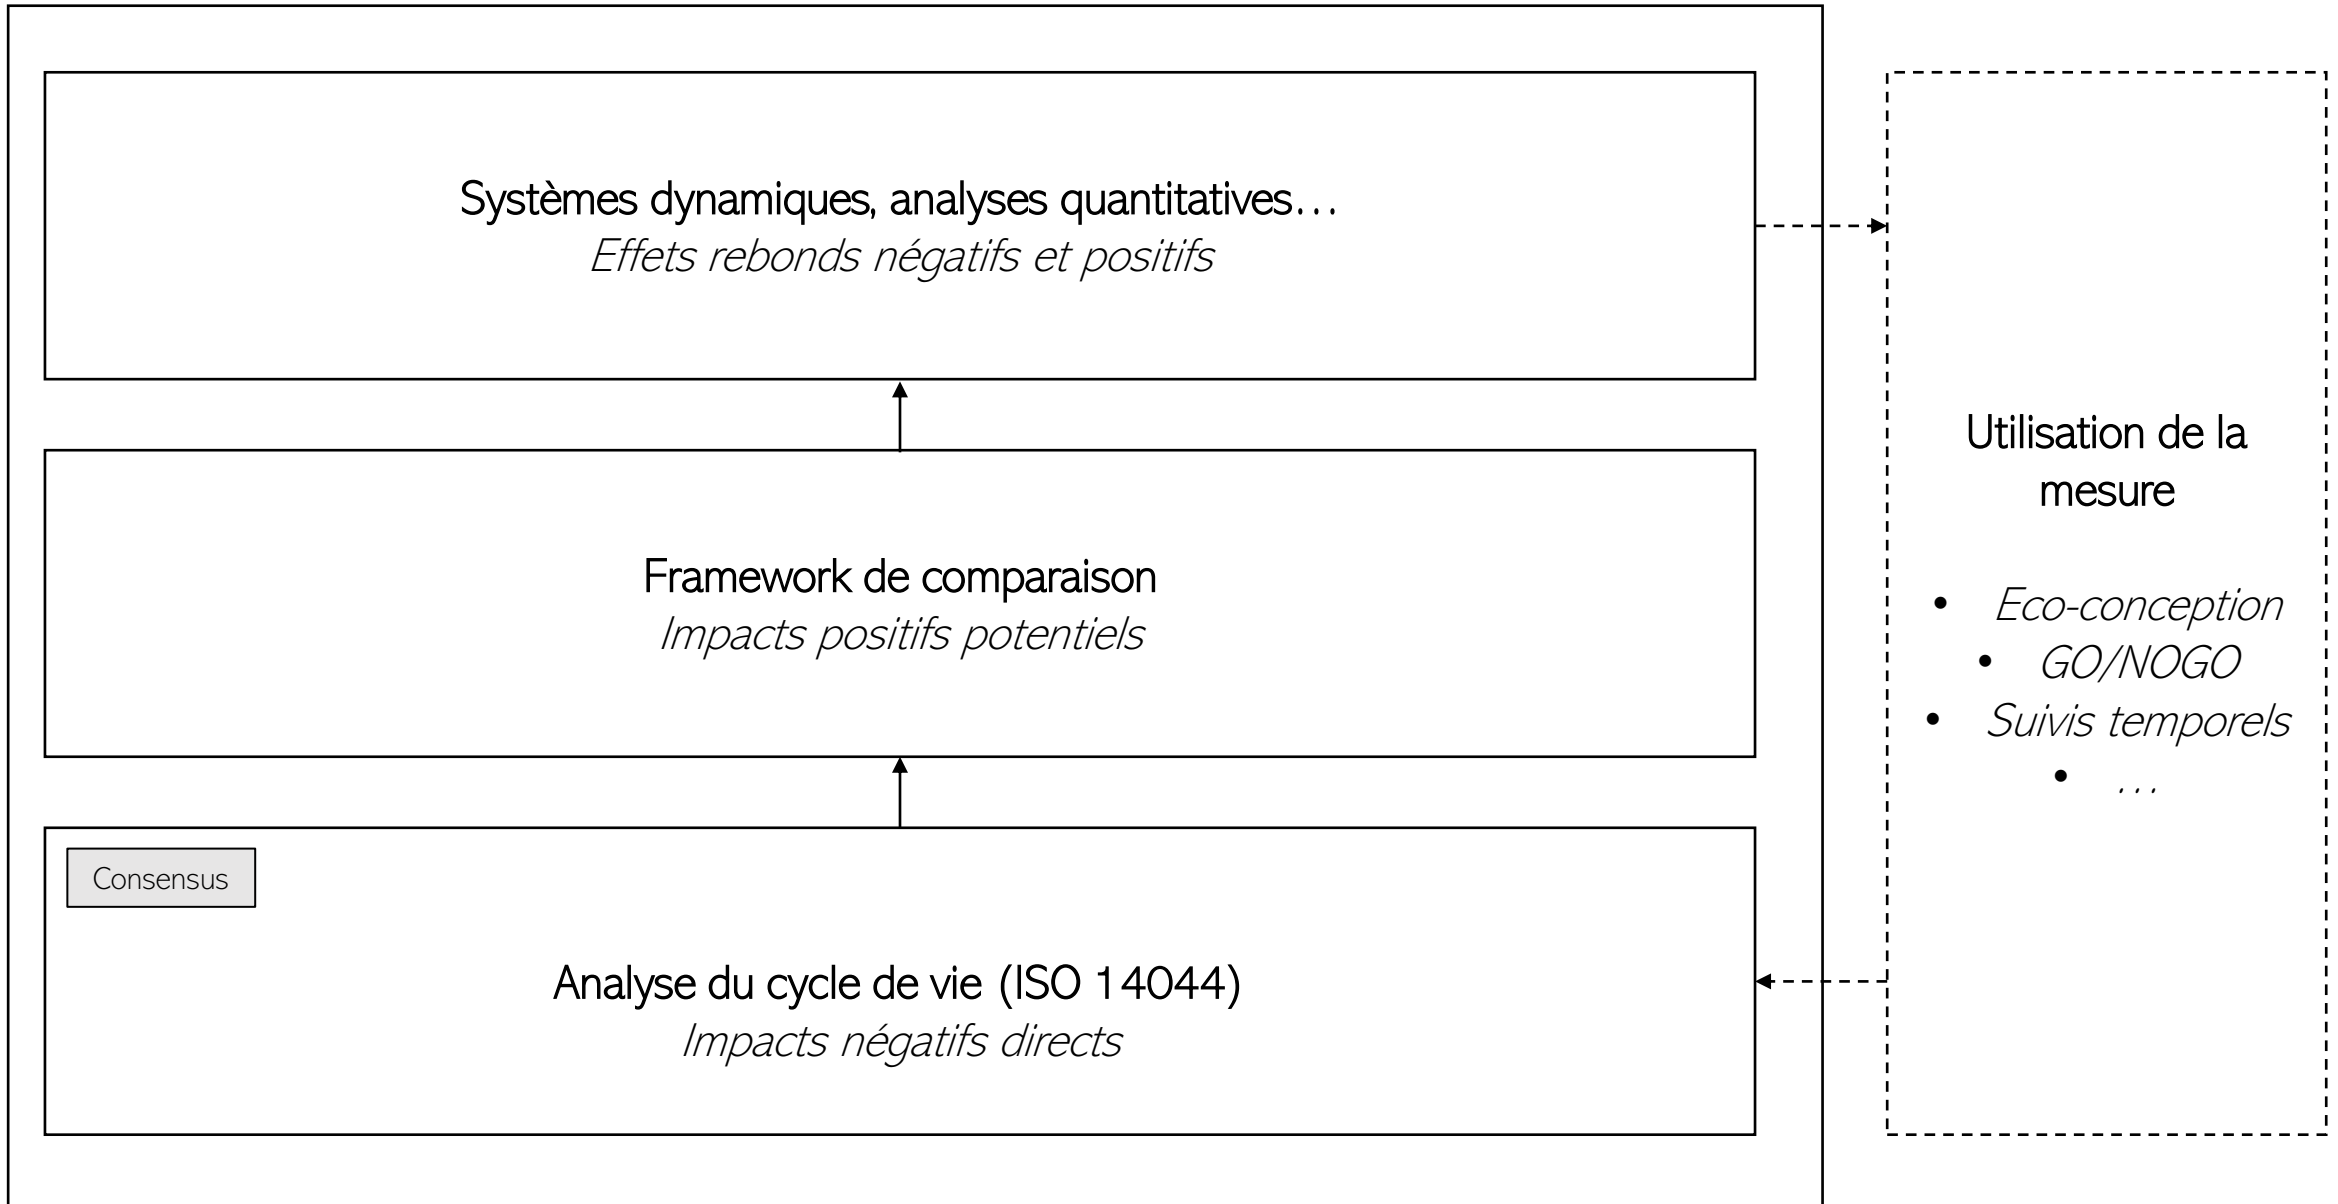 Systèmes dynamiques, analyses quantitatives…
Effets rebonds négatifs et positifs
Framework de comparaison
Impacts positifs potentiels
Consensus
Analyse du cycle de vie (ISO 14044)
Impacts négatifs directs
Utilisation de la
mesure
• Eco-conception
• GO/NOGO
• Suivis temporels
• …